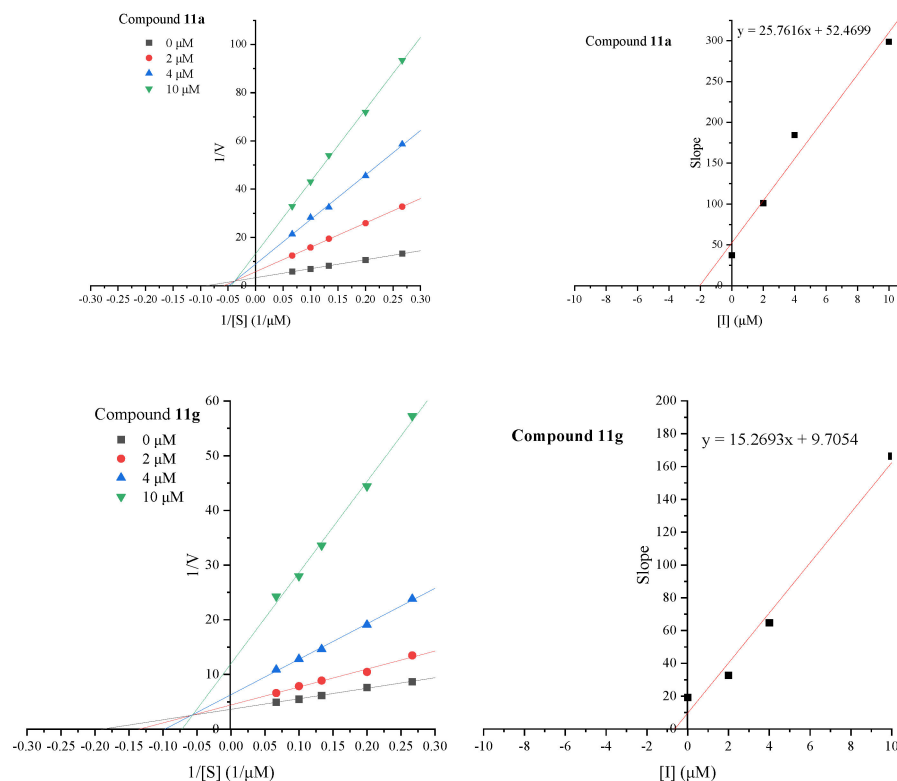 Compound 11a
0 μM
2 μM
4 μM
10 μM
1/V
100
80
60
40
20
0
-0.30 -0.25 -0.20 -0.15 -0.10 -0.05 0.00 0.05 0.10 0.15 0.20 0.25 0.30
1/[S] (1/μM)
Compound 11a
y = 25.7616x + 52.4699
Slope
300
250
200
150
100
50
0
-10 -8 -6 -4 -2 0 2 4 6 8 10
[I] (μM)
Compound 11g
0 μM
2 μM
4 μM
10 μM
1/V
60
50
40
30
20
10
0
-0.30 -0.25 -0.20 -0.15 -0.10 -0.05 0.00 0.05 0.10 0.15 0.20 0.25 0.30
1/[S] (1/μM)
Compound 11g
y = 15.2693x + 9.7054
Slope
200
180
160
140
120
100
80
60
40
20
0
-10 -8 -6 -4 -2 0 2 4 6 8 10
[I] (μM)